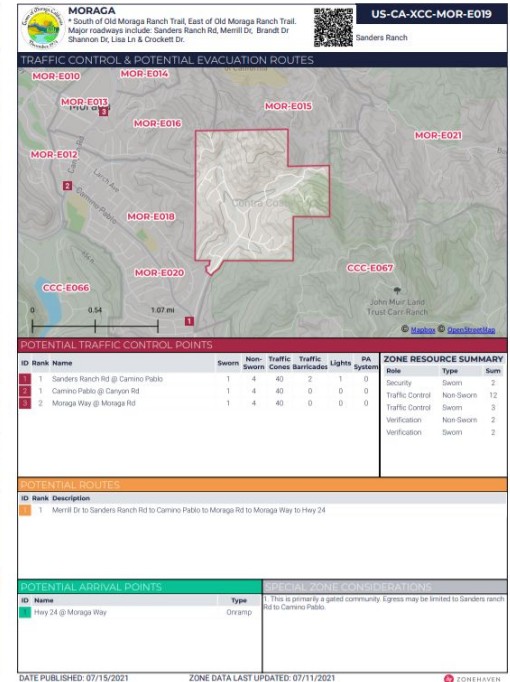 MORAGA
* South of Old Moraga Ranch Trail, East of Old Moraga Ranch Trail.
Major roadways include: Sanders Ranch Rd, Merrill Dr, Brandt Dr
Shannon Dr, Lisa Ln & Crockett Dr.
US-CA-XCC-MOR-E019
Sanders Ranch
TRAFFIC CONTROL & POTENTIAL EVACUATION ROUTES
MOR-E010
MOR-E014
MOR-E013
3
MOR-E015
MOR-E016
MOR-E021
MOR-E012
Larch Ave
2
Camino Pablo
Contra Cos
MOR-E018
MOR-E020
CCC-E067
CCC-E066
John Muir Land
Trust Carr Ranch
0 0.54 1.07 mi
1
© Mapbox © OpenStreetMap
POTENTIAL TRAFFIC CONTROL POINTS
ID Rank Name Sworn Non-Sworn Traffic Cones Traffic Barricades Lights PA System
1 1 Sanders Ranch Rd @ Camino Pablo 1 4 40 2 1 0
2 1 Camino Pablo @ Canyon Rd 1 4 40 0 0 0
3 2 Moraga Way @ Moraga Rd 1 4 40 0 0 0
ZONE RESOURCE SUMMARY
Role Type Sum
Security Sworn 2
Traffic Control Non-Sworn 12
Traffic Control Sworn 3
Verification Non-Sworn 2
Verification Sworn 2
POTENTIAL ROUTES
ID Rank Description
1 1 Merrill Dr to Sanders Ranch Rd to Camino Pablo to Moraga Rd to Moraga Way to Hwy 24
POTENTIAL ARRIVAL POINTS
ID Name Type
1 Hwy 24 @ Moraga Way Onramp
SPECIAL ZONE CONSIDERATIONS
1. This is primarily a gated community. Egress may be limited to Sanders ranch
Rd to Camino Pablo.
DATE PUBLISHED: 07/15/2021
ZONE DATA LAST UPDATED: 07/11/2021
ZONEHAVEN